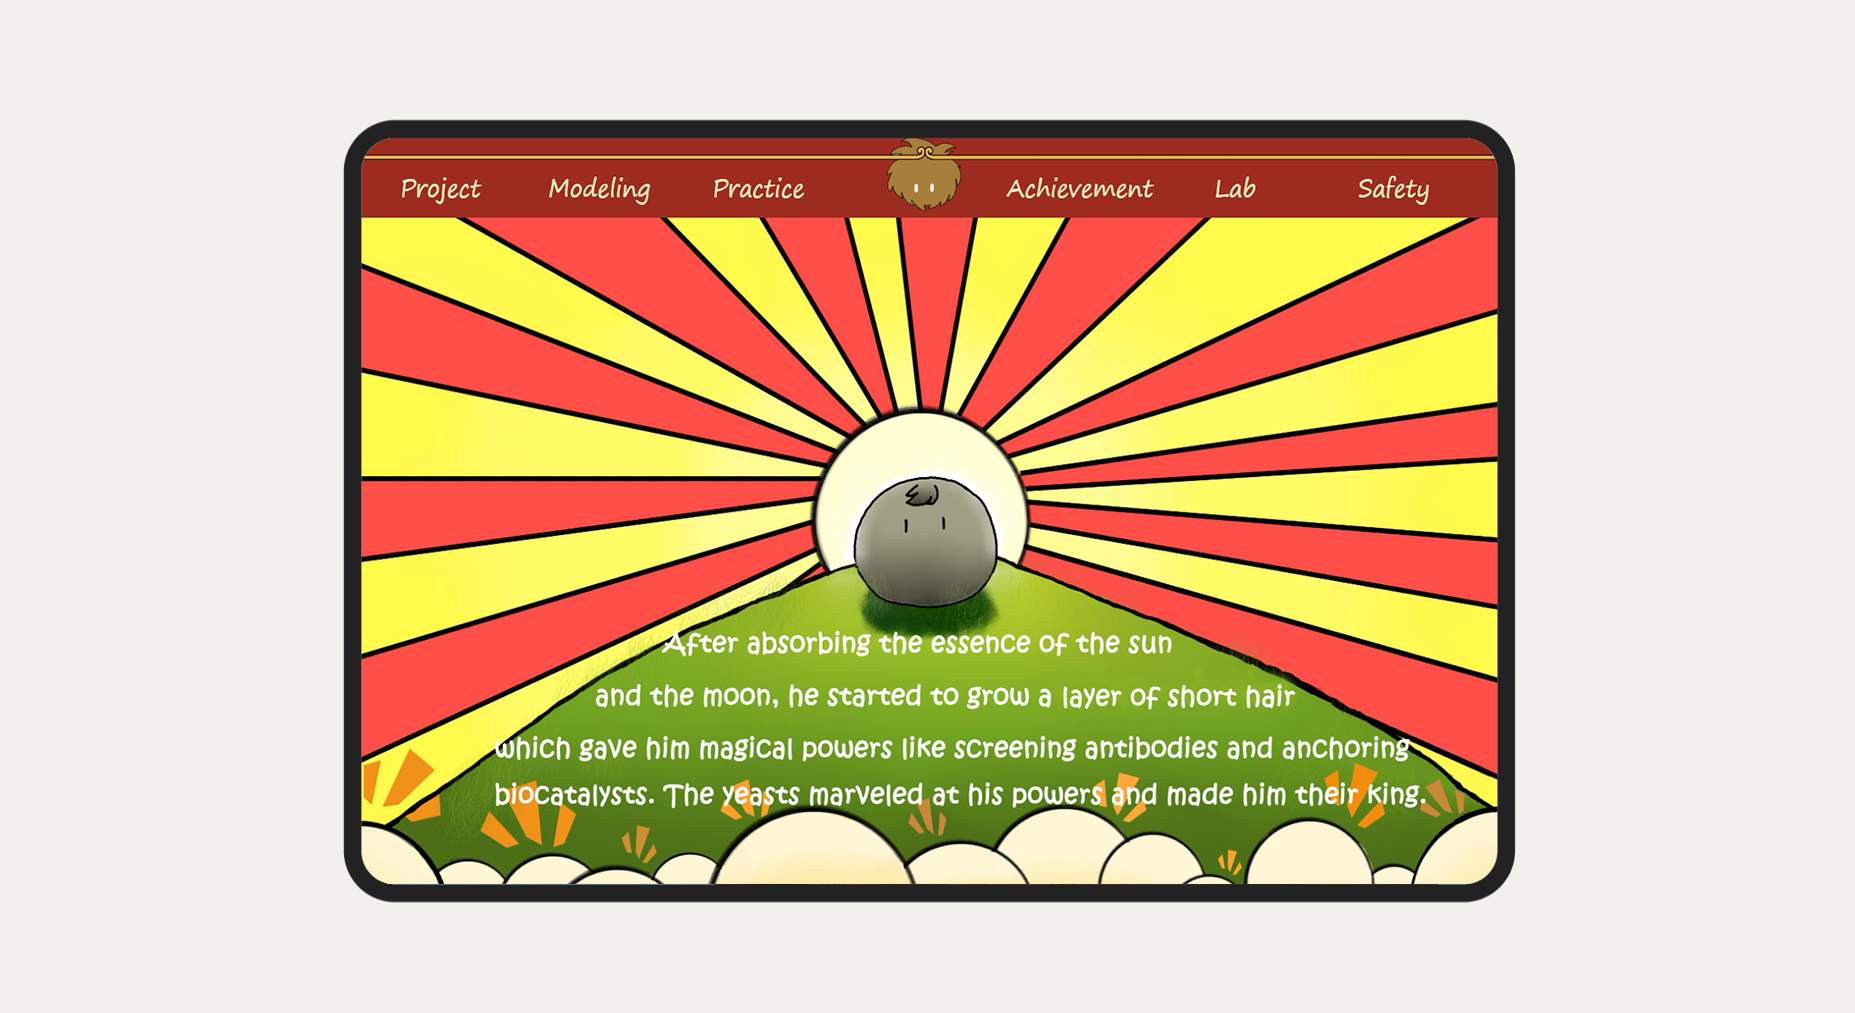 Project Modeling Practice Achievement Lab Safety
After absorbing the essence of the sun
and the moon, he started to grow a layer of short hair
which gave him magical powers like screening antibodies and anchoring
biocatalysts. The yeasts marveled at his powers and made him their king.